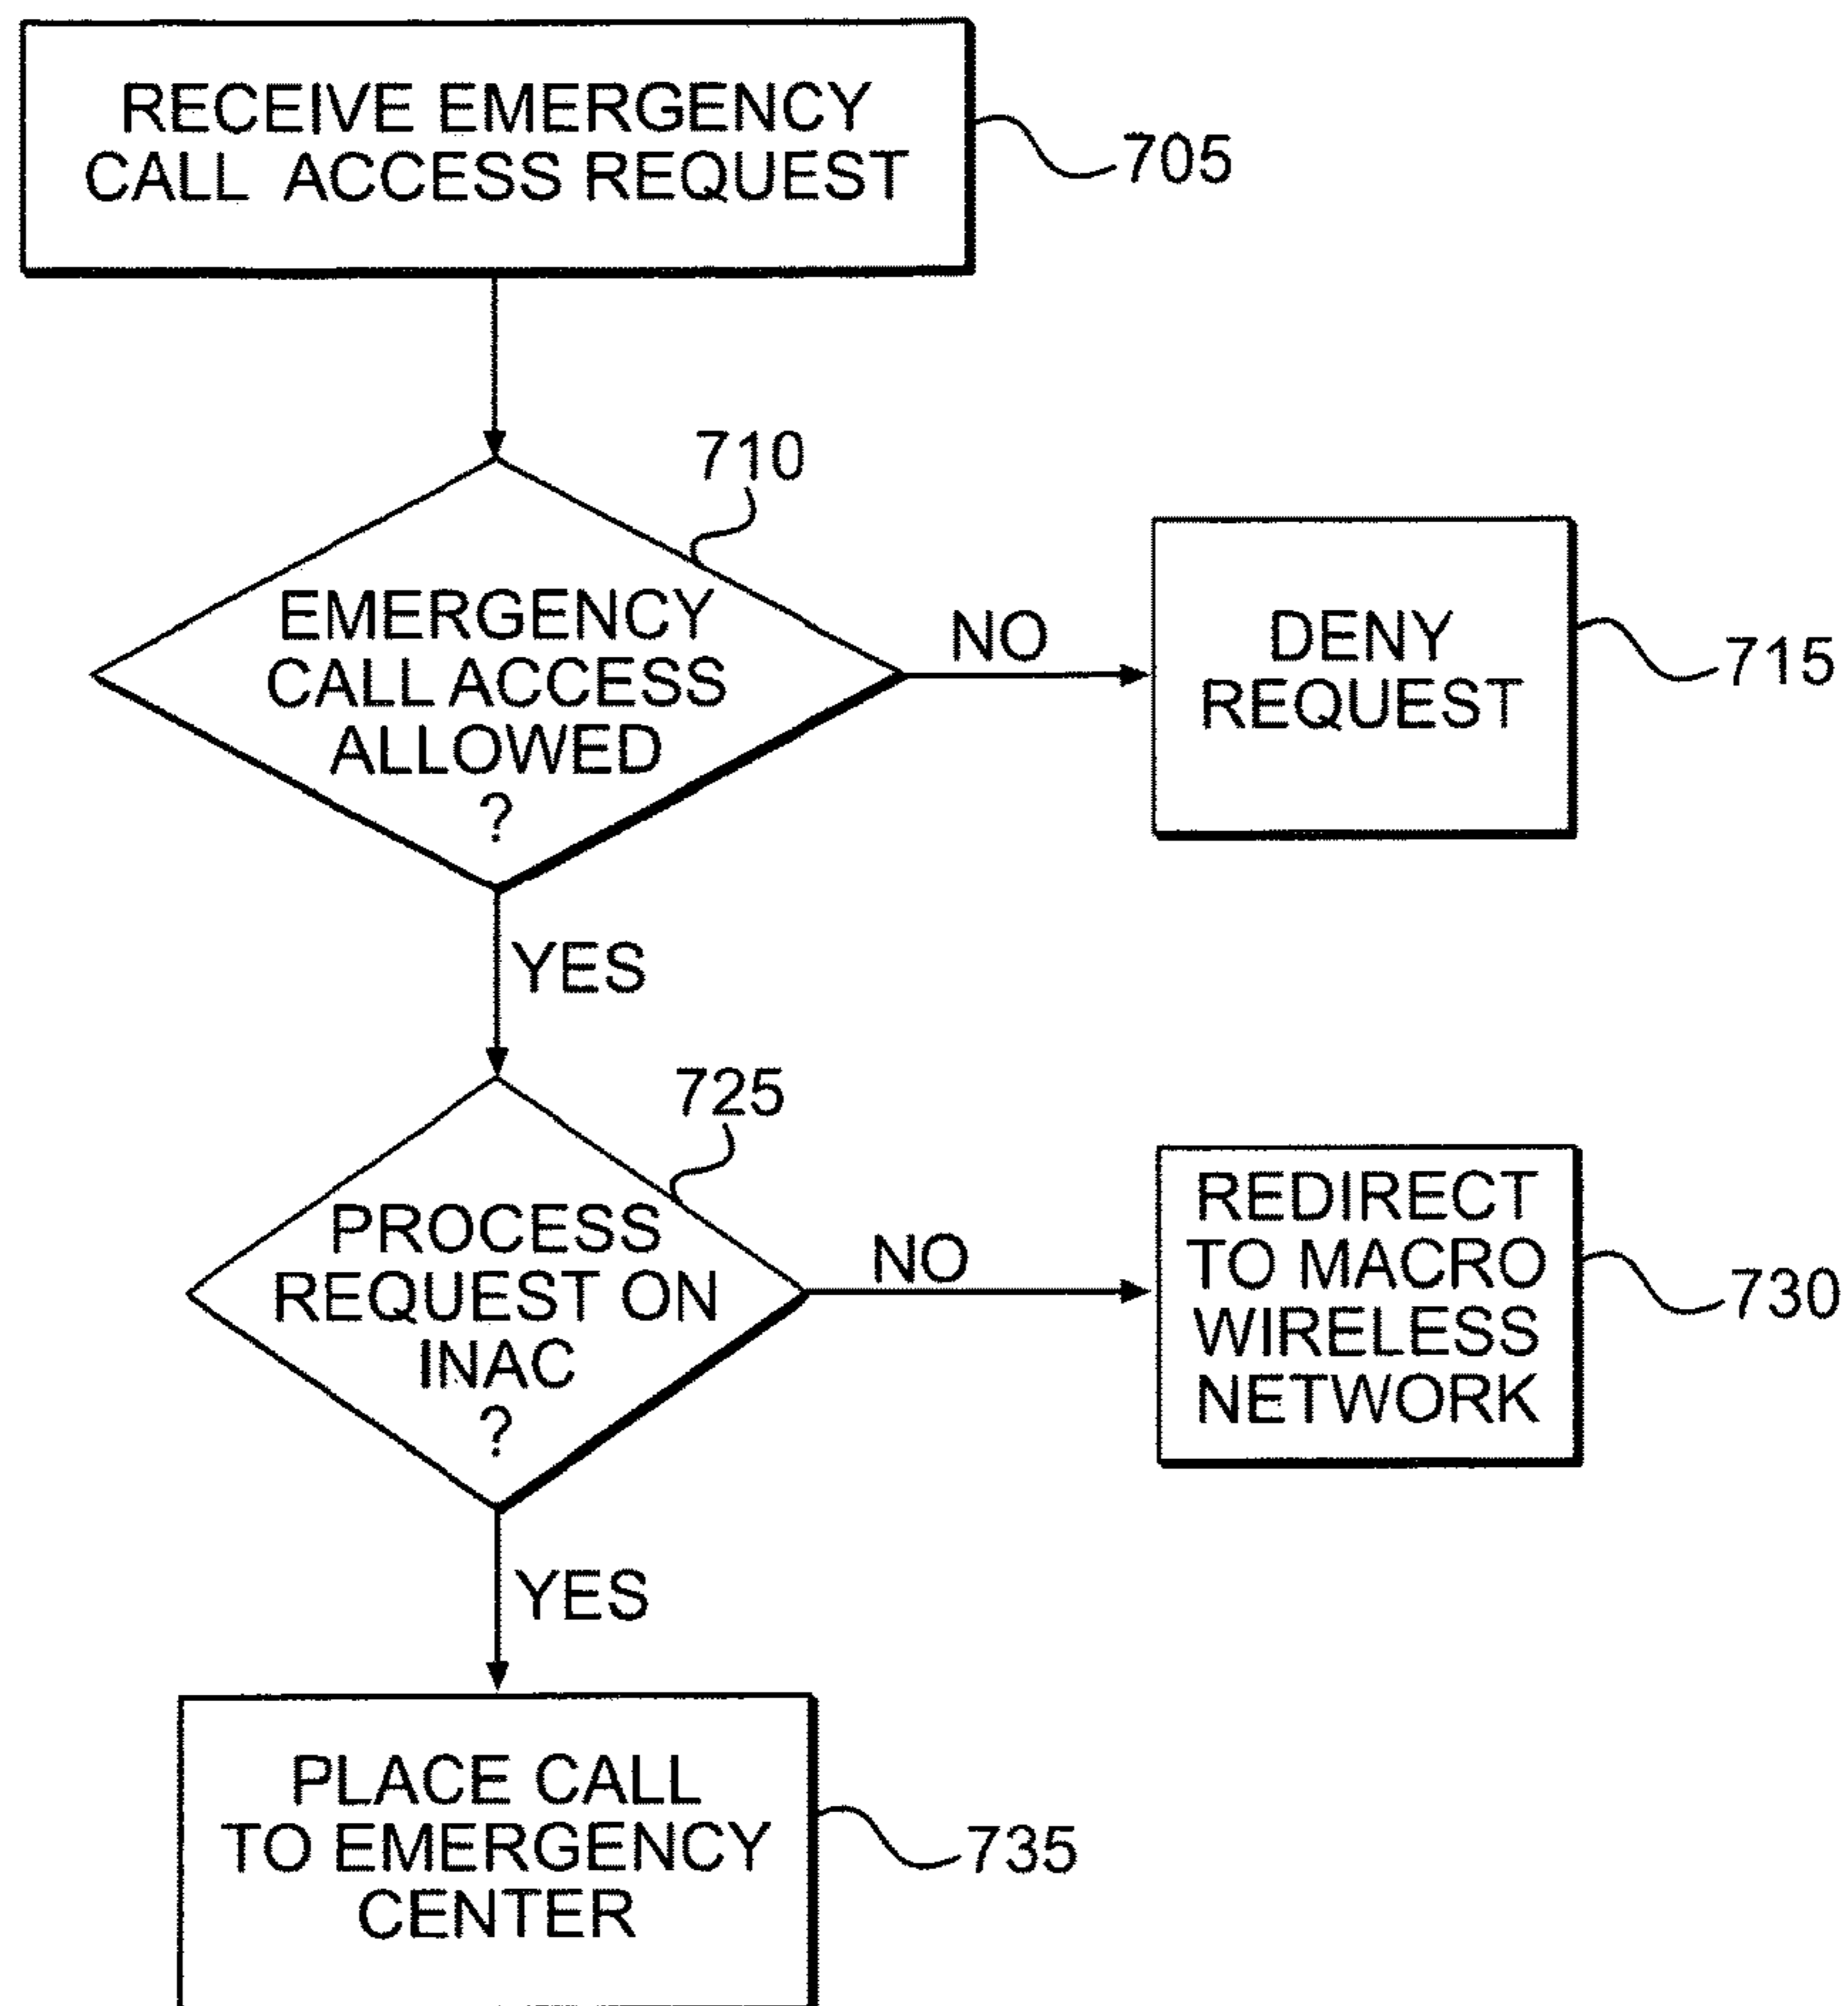 RECEIVE EMERGENCY
CALL ACCESS REQUEST
705
710
EMERGENCY
CALL ACCESS
ALLOWED
?
NO
DENY
REQUEST
715
YES
725
PROCESS
REQUEST ON
INAC
?
NO
REDIRECT
TO MACRO
WIRELESS
NETWORK
730
YES
PLACE CALL
TO EMERGENCY
CENTER
735